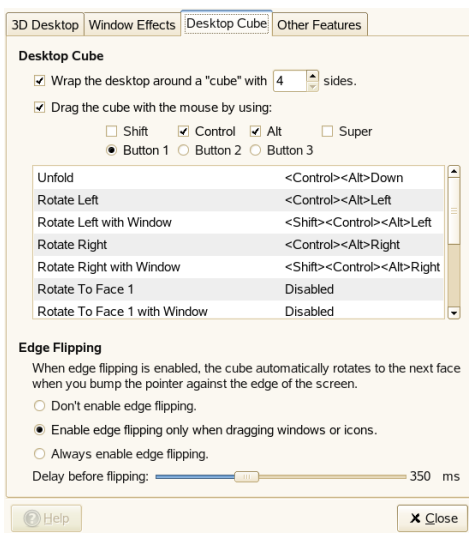 3D Desktop Window Effects Desktop Cube Other Features
Desktop Cube
Wrap the desktop around a "cube" with 4 sides.
Drag the cube with the mouse by using:
Shift Control Alt Super
Button 1 Button 2 Button 3
Unfold <Control><Alt>Down
Rotate Left <Control><Alt>Left
Rotate Left with Window <Shift><Control><Alt>Left
Rotate Right <Control><Alt>Right
Rotate Right with Window <Shift><Control><Alt>Right
Rotate To Face 1 Disabled
Rotate To Face 1 with Window Disabled
Edge Flipping
When edge flipping is enabled, the cube automatically rotates to the next face
when you bump the pointer against the edge of the screen.
Don't enable edge flipping.
Enable edge flipping only when dragging windows or icons.
Always enable edge flipping.
Delay before flipping: 350 ms
Help Close